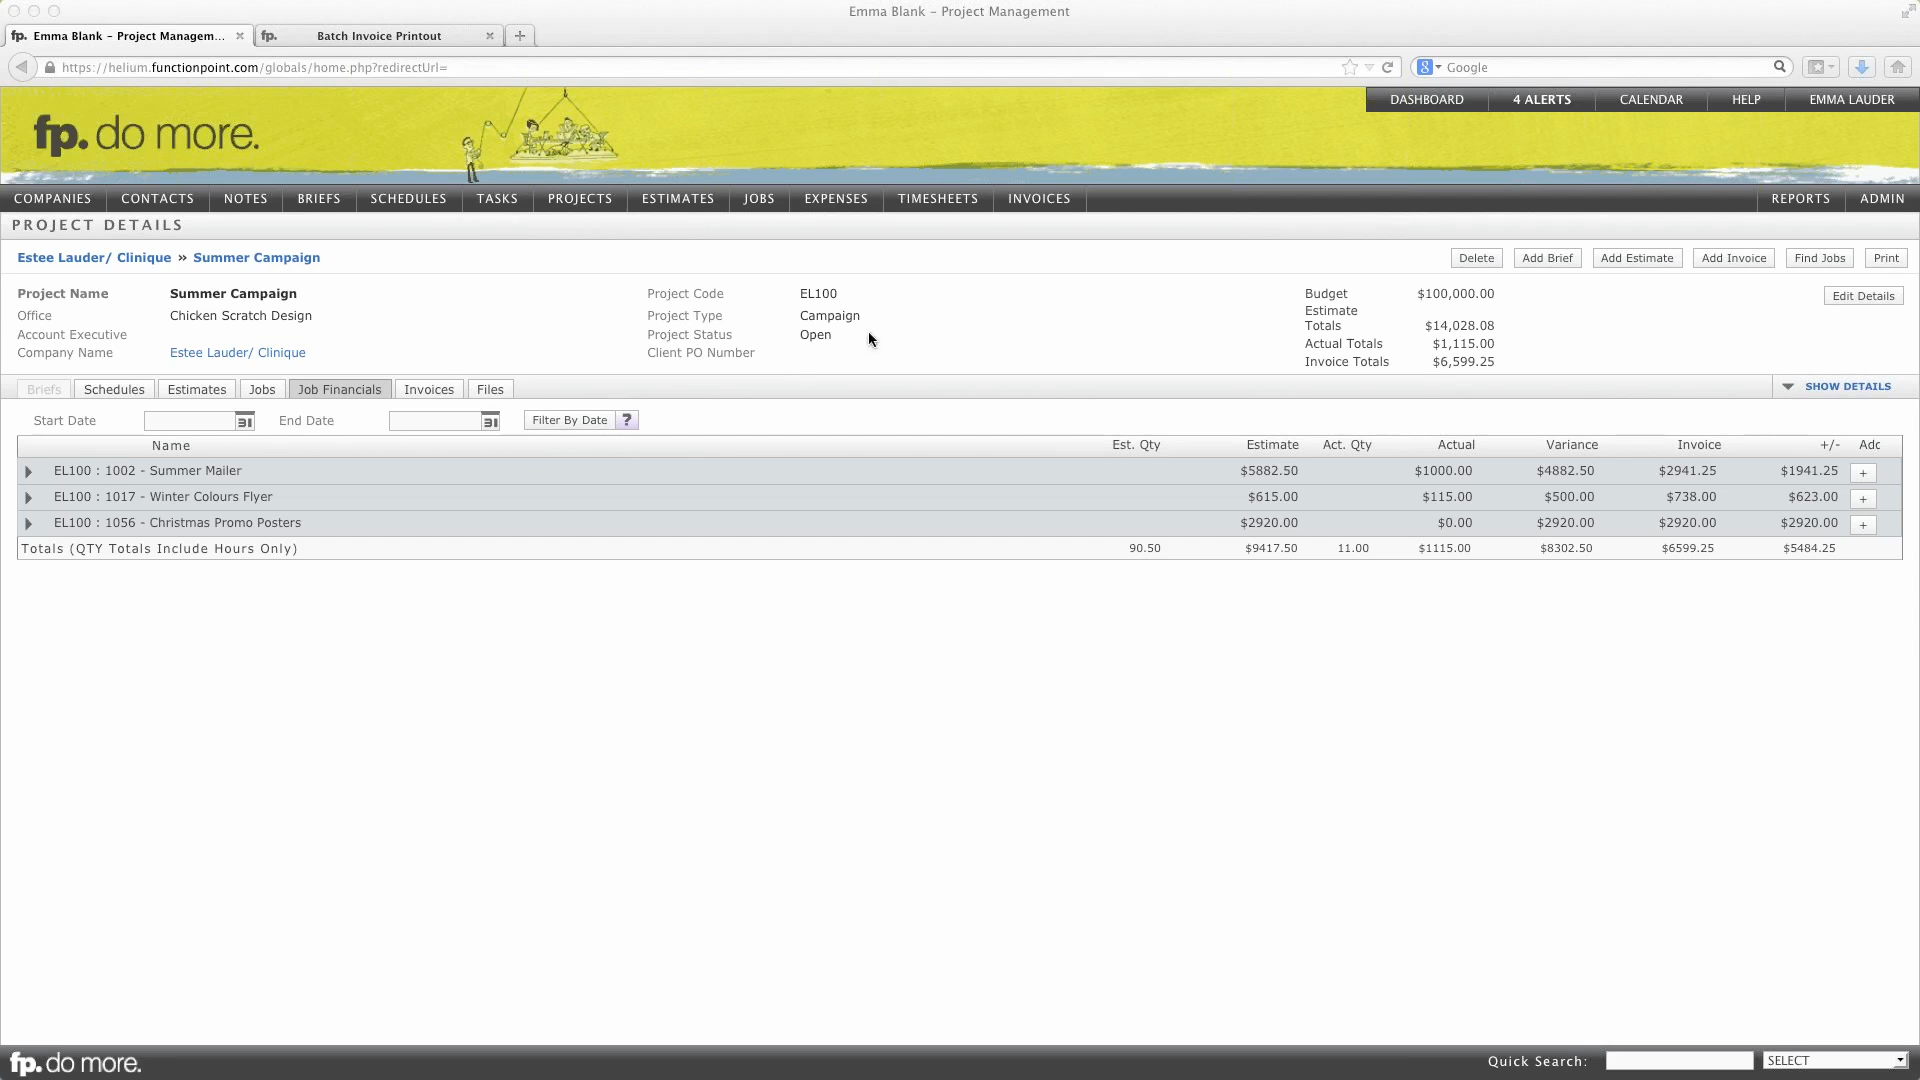 Emma Blank – Project Management
fp. Emma Blank – Project Managem... fp. Batch Invoice Printout
https://helium.functionpoint.com/globals/home.php?redirectUrl= Google
DASHBOARD 4 ALERTS CALENDAR HELP EMMA LAUDER
fp. do more.
COMPANIES CONTACTS NOTES BRIEFS SCHEDULES TASKS PROJECTS ESTIMATES JOBS EXPENSES TIMESHEETS INVOICES REPORTS ADMIN
PROJECT DETAILS
Estee Lauder/ Clinique » Summer Campaign Delete Add Brief Add Estimate Add Invoice Find Jobs Print
Project Name Summer Campaign Project Code EL100 Budget $100,000.00 Edit Details
Office Chicken Scratch Design Project Type Campaign Estimate
Totals $14,028.08
Account Executive Project Status Open Actual Totals $1,115.00
Company Name Estee Lauder/ Clinique Client PO Number Invoice Totals $6,599.25
Briefs Schedules Estimates Jobs Job Financials Invoices Files SHOW DETAILS
Start Date 31 End Date 31 Filter By Date ?
Name Est. Qty Estimate Act. Qty Actual Variance Invoice +/- Adc
EL100 : 1002 - Summer Mailer $5882.50 $1000.00 $4882.50 $2941.25 $1941.25 +
EL100 : 1017 - Winter Colours Flyer $615.00 $115.00 $500.00 $738.00 $623.00 +
EL100 : 1056 - Christmas Promo Posters $2920.00 $0.00 $2920.00 $2920.00 $2920.00 +
Totals (QTY Totals Include Hours Only) 90.50 $9417.50 11.00 $1115.00 $8302.50 $6599.25 $5484.25
fp. do more. Quick Search: SELECT